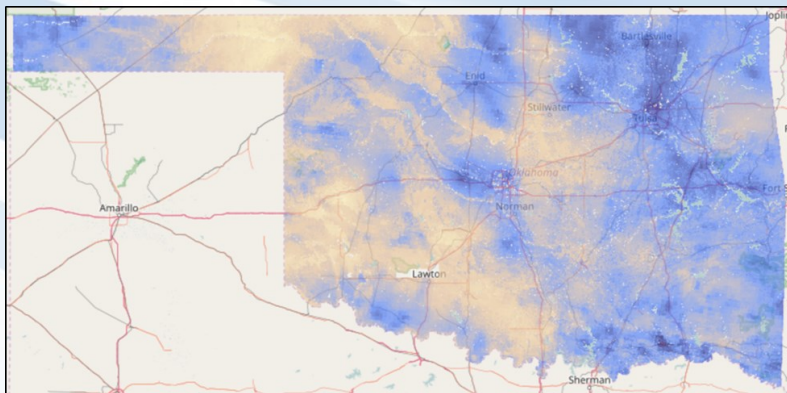 Joplin
Bartlesville
Enid
Stillwater
Tulsa
Oklahoma
Amarillo
Fort S
Norman
Lawton
Sherman